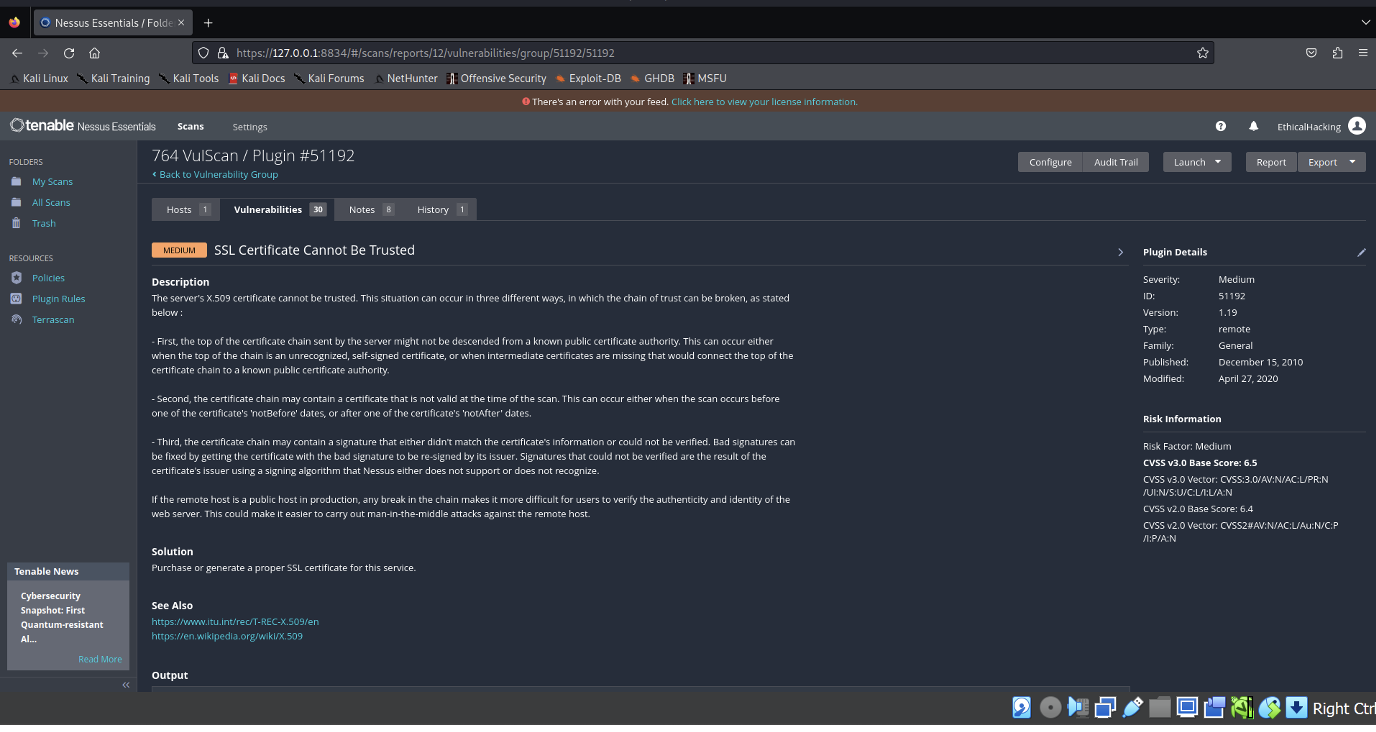 Nessus Essentials / Folde
https://127.0.0.1:8834/#/scans/reports/12/vulnerabilities/group/51192/51192
Kali Linux Kali Training Kali Tools Kali Docs Kali Forums NetHunter Offensive Security Exploit-DB GHDB MSFU
There's an error with your feed. Click here to view your license information.
tenable Nessus Essentials Scans Settings EthicalHacking
FOLDERS
My Scans
All Scans
Trash
RESOURCES
Policies
Plugin Rules
Terrascan
Tenable News
Cybersecurity
Snapshot: First
Quantum-resistant
Al...
Read More
764 VulScan / Plugin #51192
Back to Vulnerability Group
Configure Audit Trail Launch Report Export
Hosts 1 Vulnerabilities 30 Notes 8 History 1
MEDIUM SSL Certificate Cannot Be Trusted
Description
The server's X.509 certificate cannot be trusted. This situation can occur in three different ways, in which the chain of trust can be broken, as stated
below :
- First, the top of the certificate chain sent by the server might not be descended from a known public certificate authority. This can occur either
when the top of the chain is an unrecognized, self-signed certificate, or when intermediate certificates are missing that would connect the top of the
certificate chain to a known public certificate authority.
- Second, the certificate chain may contain a certificate that is not valid at the time of the scan. This can occur either when the scan occurs before
one of the certificate's 'notBefore' dates, or after one of the certificate's 'notAfter' dates.
- Third, the certificate chain may contain a signature that either didn't match the certificate's information or could not be verified. Bad signatures can
be fixed by getting the certificate with the bad signature to be re-signed by its issuer. Signatures that could not be verified are the result of the
certificate's issuer using a signing algorithm that Nessus either does not support or does not recognize.
If the remote host is a public host in production, any break in the chain makes it more difficult for users to verify the authenticity and identity of the
web server. This could make it easier to carry out man-in-the-middle attacks against the remote host.
Solution
Purchase or generate a proper SSL certificate for this service.
See Also
https://www.itu.int/rec/T-REC-X.509/en
https://en.wikipedia.org/wiki/X.509
Output
Plugin Details
Severity: Medium
ID: 51192
Version: 1.19
Type: remote
Family: General
Published: December 15, 2010
Modified: April 27, 2020
Risk Information
Risk Factor: Medium
CVSS v3.0 Base Score: 6.5
CVSS v3.0 Vector: CVSS:3.0/AV:N/AC:L/PR:N
/UI:N/S:U/C:L/I:L/A:N
CVSS v2.0 Base Score: 6.4
CVSS v2.0 Vector: CVSS2#AV:N/AC:L/Au:N/C:P
/I:P/A:N
Right Ctr